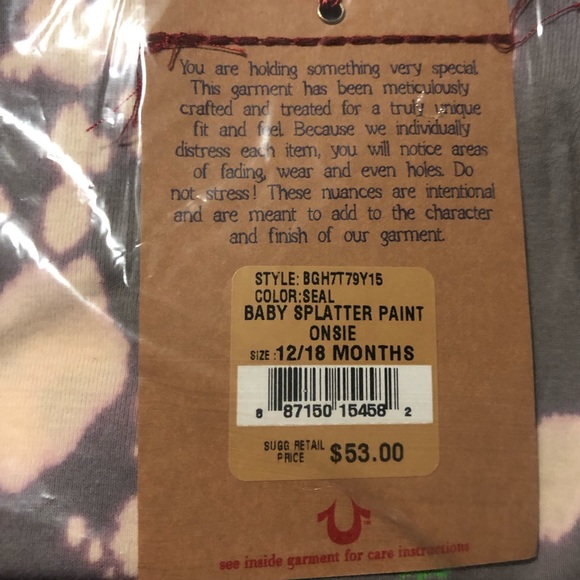 You are holding something very special.
This garment has been meticulously
crafted and treated for a truly unique
fit and feel. Because we individually
distress each item, you will notice areas
of fading, wear and even holes. Do
not stress! These nuances are intentional
and are meant to add to the character
and finish of our garment.
STYLE: BGH7T79Y15
COLOR:SEAL
BABY SPLATTER PAINT
ONSIE
SIZE :12/18 MONTHS
8 87150 15458 2
SUGG RETAIL
PRICE $53.00
see inside garment for care instructions